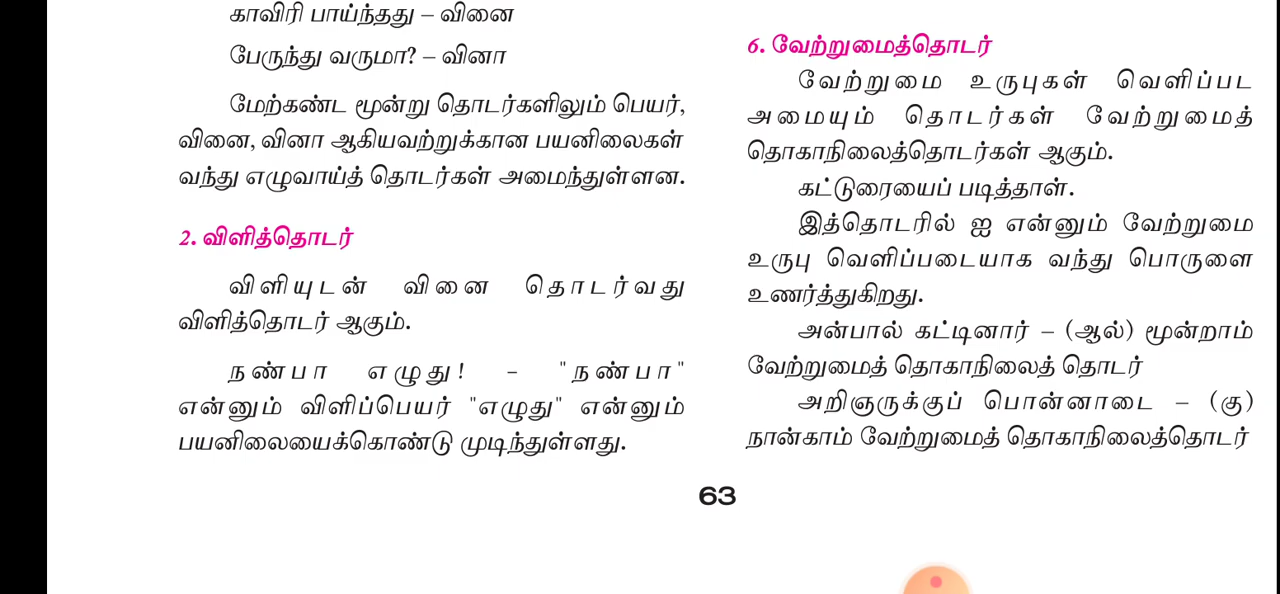 காவிரி பாய்ந்தது – வினை
பேருந்து வருமா? – வினா
மேற்கண்ட மூன்று தொடர்களிலும் பெயர்,
வினை, வினா ஆகியவற்றுக்கான பயனிலைகள்
வந்து எழுவாய்த் தொடர்கள் அமைந்துள்ளன.
2. விளித்தொடர்
விளியுடன் வினை தொடர்வது
விளித்தொடர் ஆகும்.
நண்பா எழுது! - "நண்பா"
என்னும் விளிப்பெயர் "எழுது" என்னும்
பயனிலையைக்கொண்டு முடிந்துள்ளது.
6. வேற்றுமைத்தொடர்
வேற்றுமை உருபுகள் வெளிப்பட
அமையும் தொடர்கள் வேற்றுமைத்
தொகாநிலைத்தொடர்கள் ஆகும்.
கட்டுரையைப் படித்தாள்.
இத்தொடரில் ஐ என்னும் வேற்றுமை
உருபு வெளிப்படையாக வந்து பொருளை
உணர்த்துகிறது.
அன்பால் கட்டினார் – (ஆல்) மூன்றாம்
வேற்றுமைத் தொகாநிலைத் தொடர்
அறிஞருக்குப் பொன்னாடை – (கு)
நான்காம் வேற்றுமைத் தொகாநிலைத்தொடர்
63